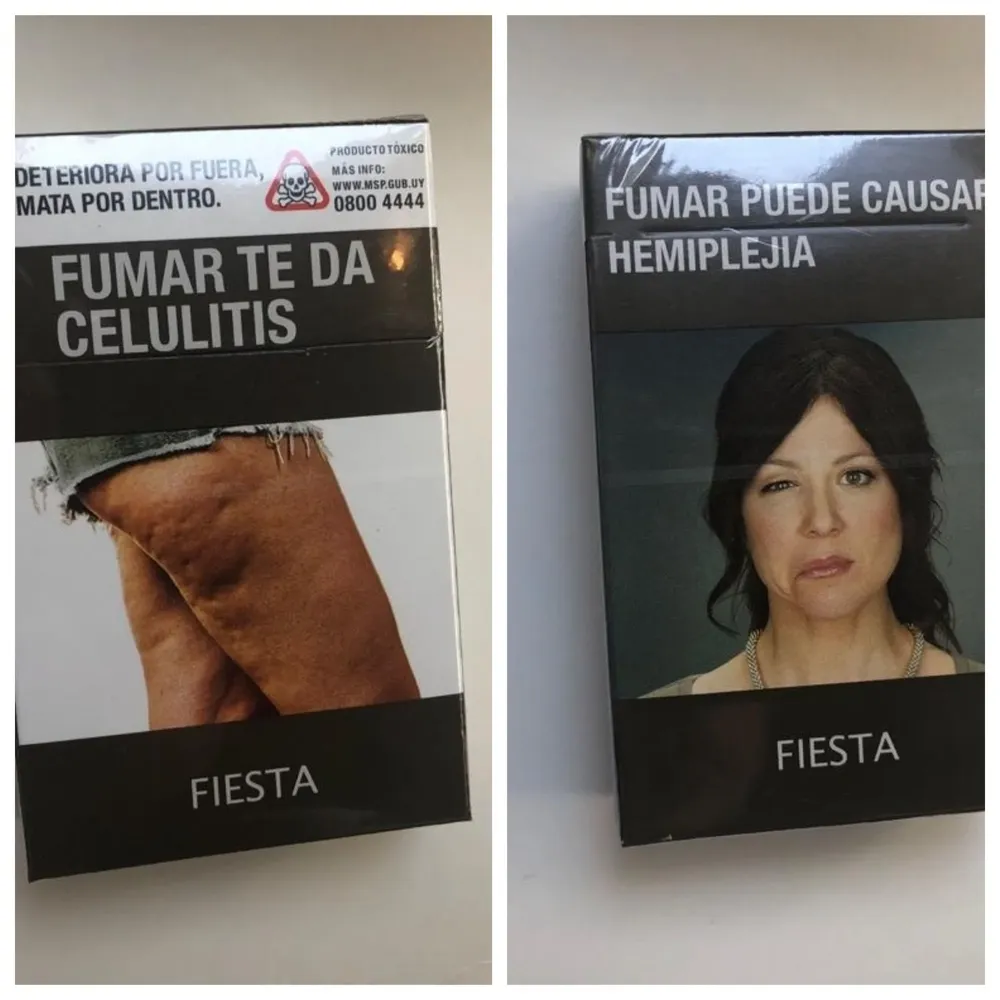 DETERIORA POR FUERA,
MATA POR DENTRO.
PRODUCTO TÓXICO
MÁS INFO:
WWW.MSP.GUB.UY
0800 4444
FUMAR TE DA
CELULITIS
FIESTA
FUMAR PUEDE CAUSAR
HEMIPLEJIA
FIESTA